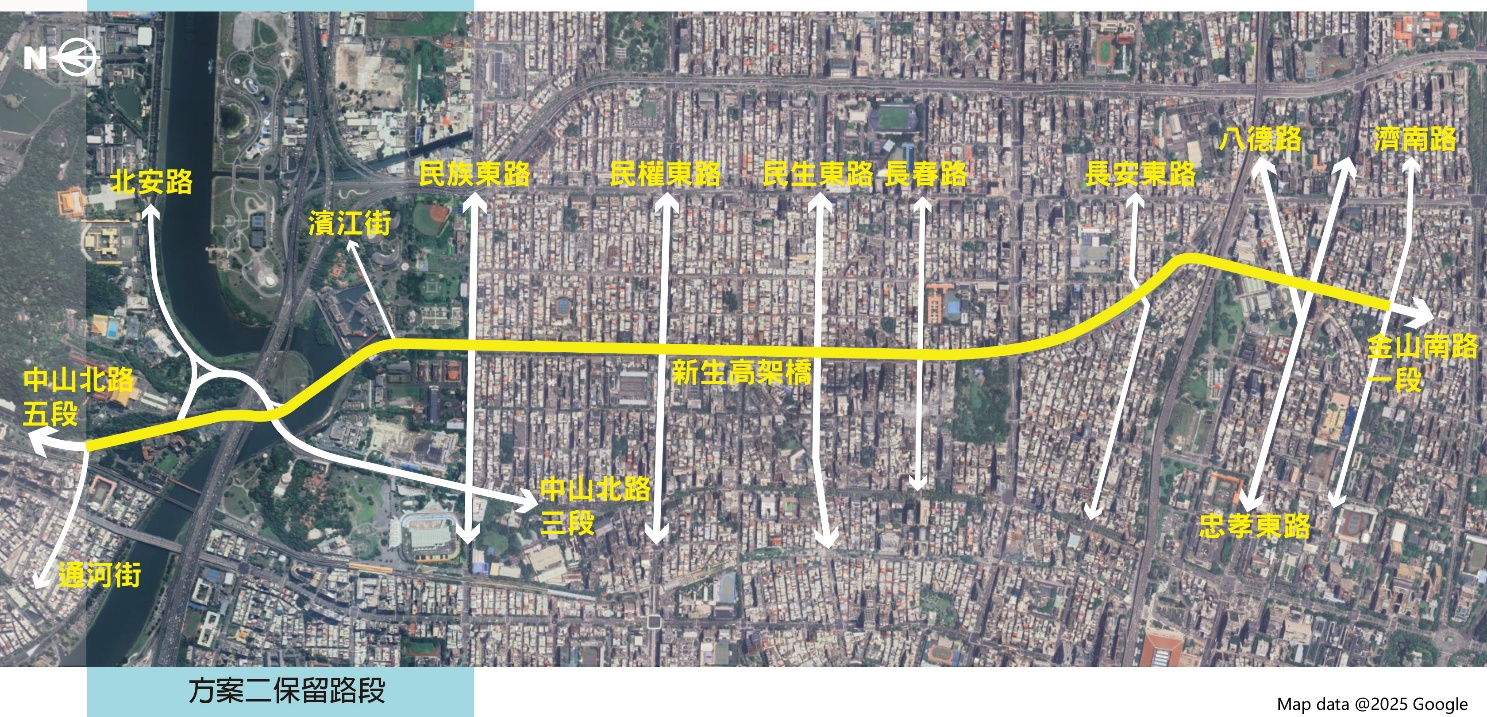 N
八德路
濟南路
北安路
民族東路
民權東路
民生東路
長春路
長安東路
濱江街
金山南路
一段
新生高架橋
中山北路
五段
中山北路
三段
忠孝東路
通河街
方案二保留路段
Map data @2025 Google